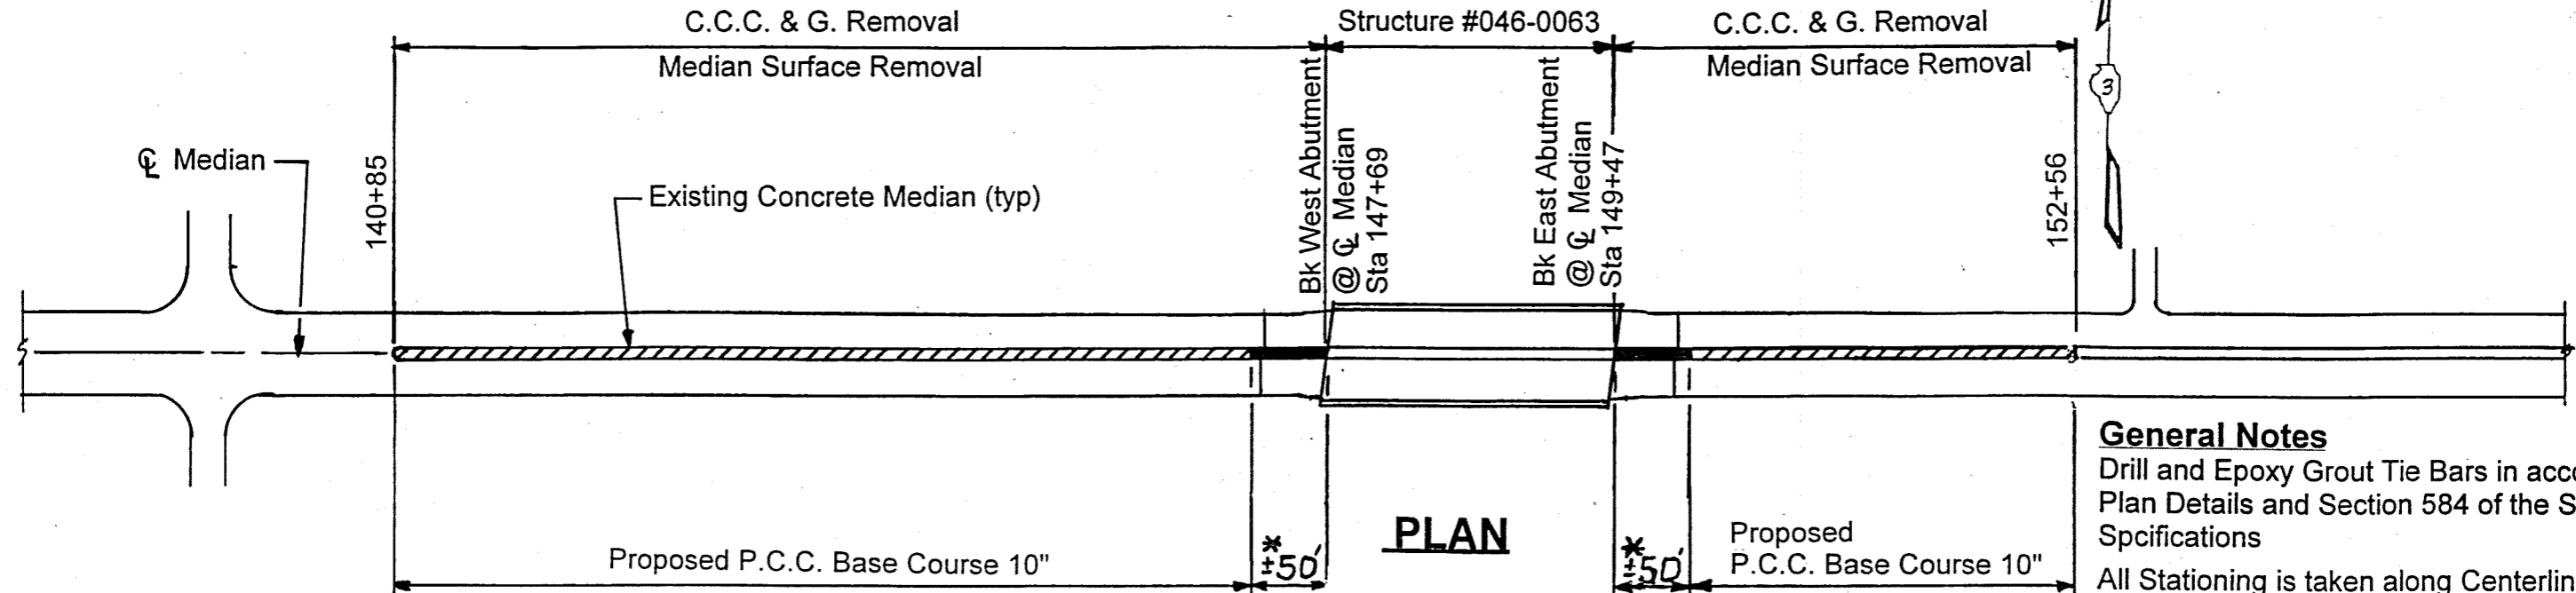 C.C.C. & G. Removal
Median Surface Removal
Structure #046-0063
C.C.C. & G. Removal
Median Surface Removal
3
℄ Median
140+85
Existing Concrete Median (typ)
Bk West Abutment
@ ℄ Median
Sta 147+69
Bk East Abutment
@ ℄ Median
Sta 149+47
152+56
General Notes
Drill and Epoxy Grout Tie Bars in acco
Plan Details and Section 584 of the S
Spcifications
All Stationing is taken along Centerlin
PLAN
Proposed P.C.C. Base Course 10"
*
±50'
*
±50'
Proposed
P.C.C. Base Course 10"